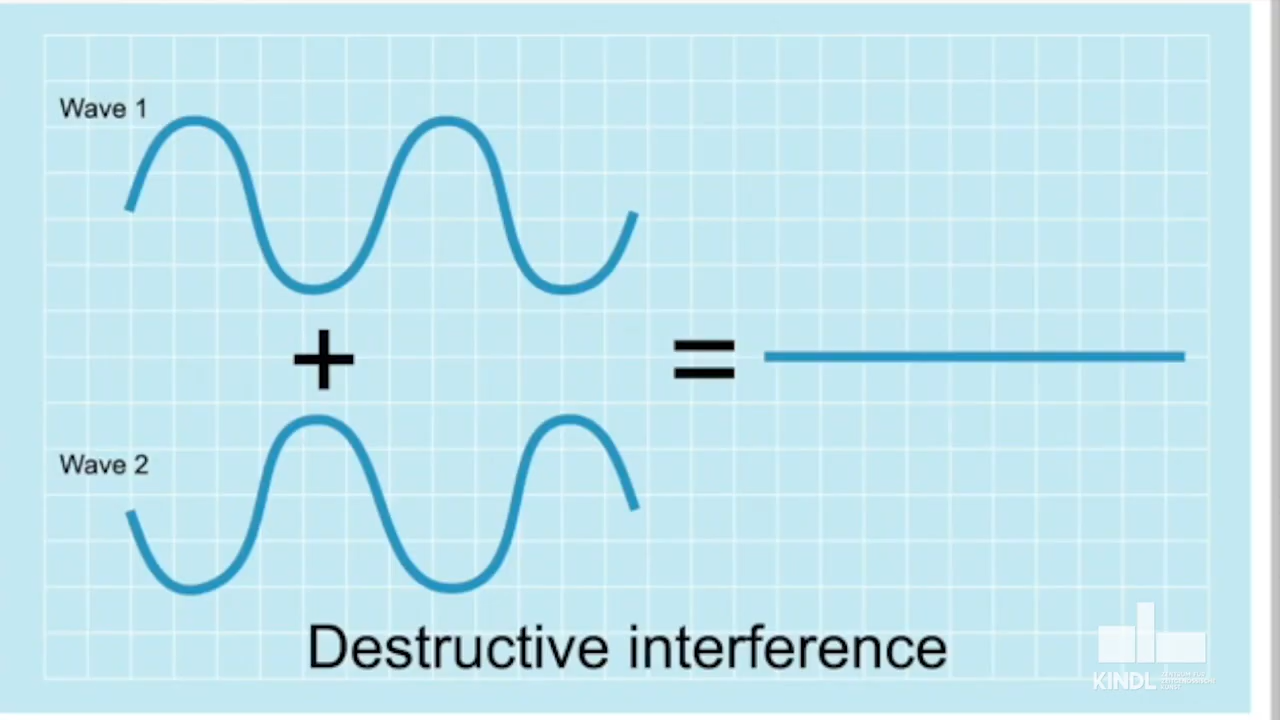 Wave 1
+
=
Wave 2
Destructive interference
KINDL